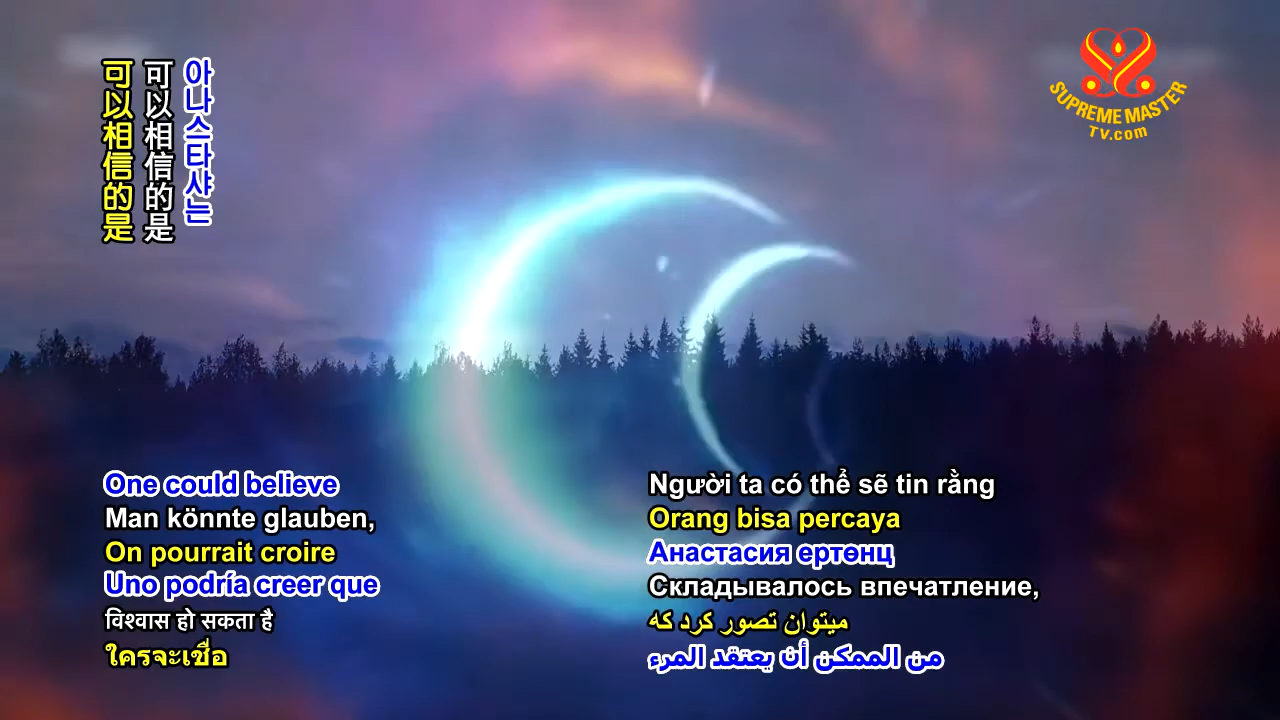 아나스타샤는
可以相信的是
可以相信的是
SUPREME MASTER
TV.com
One could believe
Man könnte glauben,
On pourrait croire
Uno podría creer que
विश्वास हो सकता है
ใครจะเชื่อ
Người ta có thể sẽ tin rằng
Orang bisa percaya
Анастасия ертөнц
Складывалось впечатление,
میتوان تصور کرد که
من الممكن أن يعتقد المرء